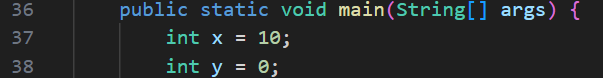 36 public static void main(String[] args) {
37 int x = 10;
38 int y = 0;